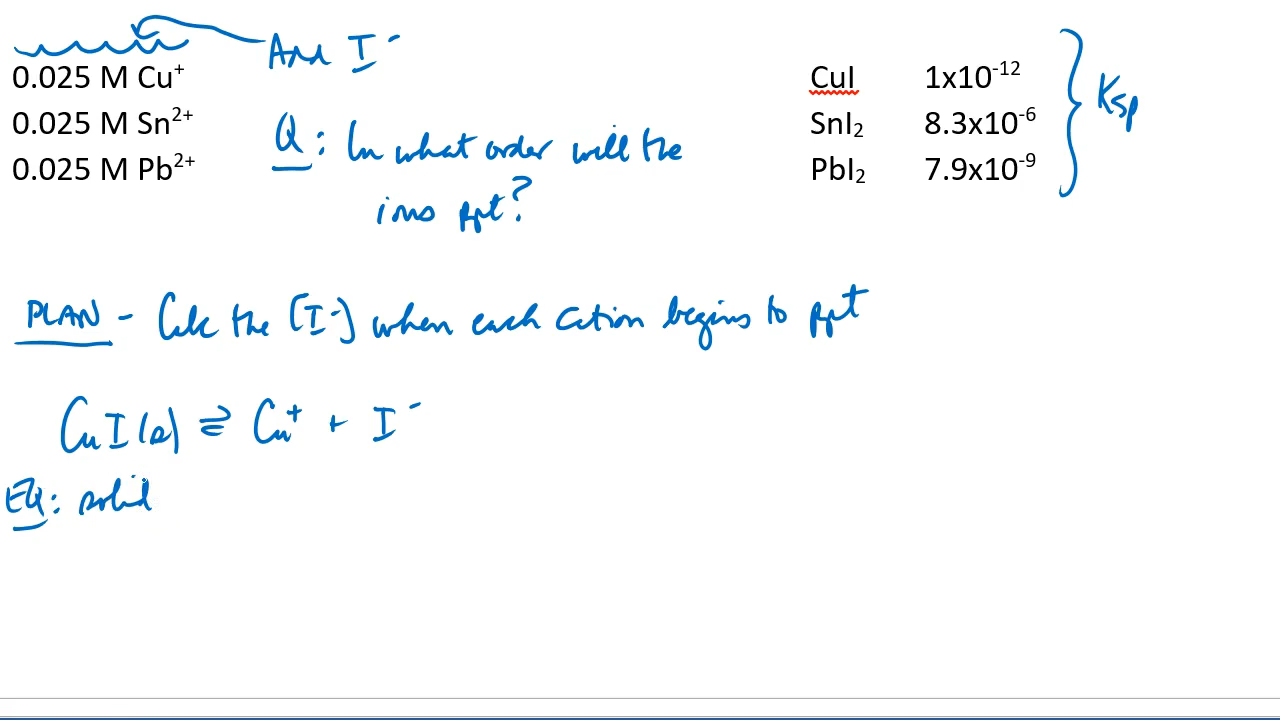 Add I⁻
0.025 M Cu⁺
0.025 M Sn²⁺
0.025 M Pb²⁺
Q: In what order will the
ions ppt?
CuI 1x10⁻¹²
SnI₂ 8.3x10⁻⁶
PbI₂ 7.9x10⁻⁹
Ksp
PLAN - Calc the [I⁻] when each cation begins to ppt
CuI(s) ⇌ Cu⁺ + I⁻
EQ: solid